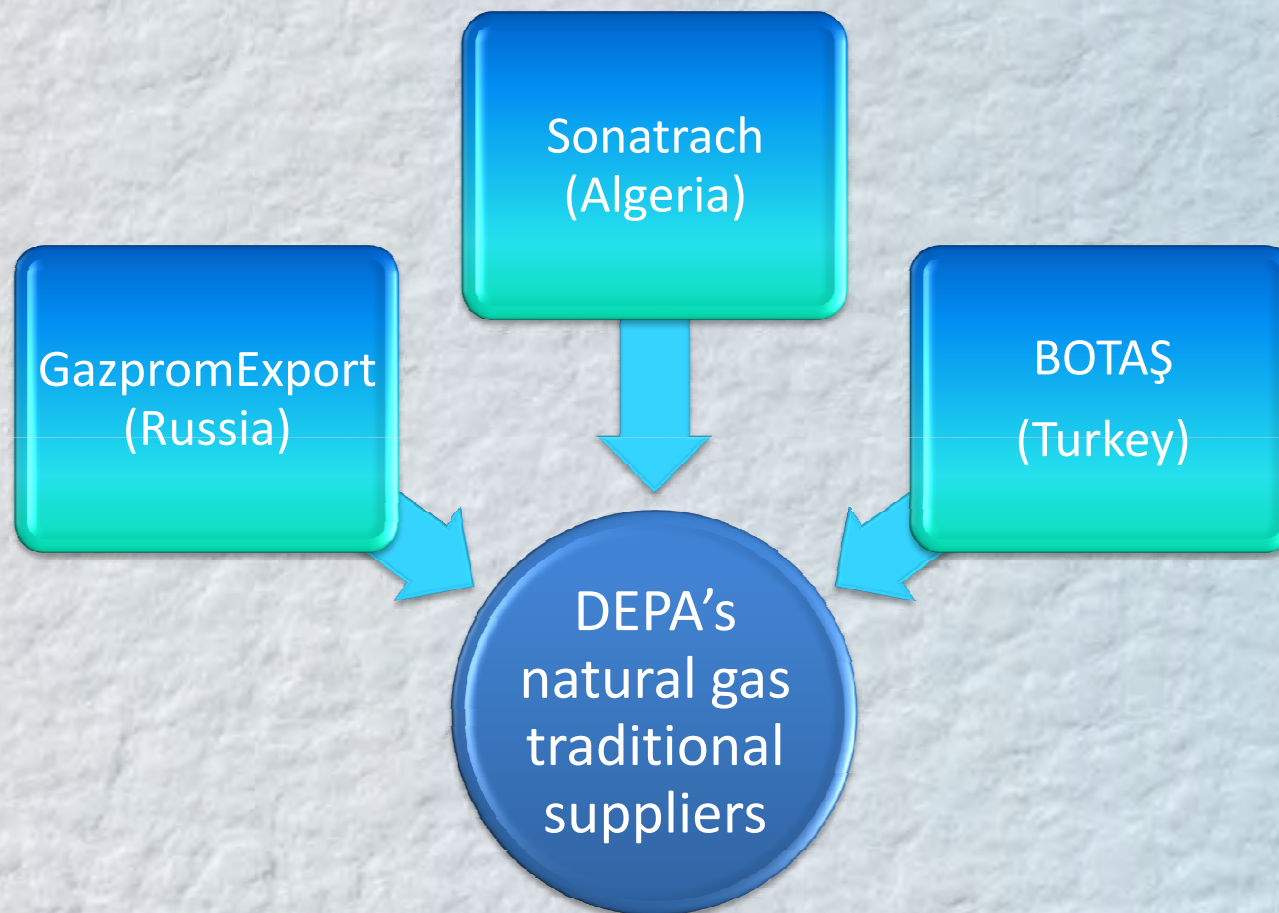 Sonatrach
(Algeria)
GazpromExport
(Russia)
BOTAŞ
(Turkey)
DEPA’s
natural gas
traditional
suppliers